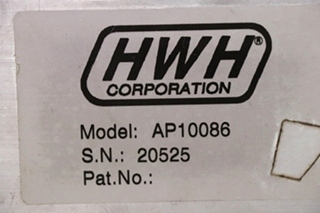 HWH®
CORPORATION
Model: AP10086
S.N.: 20525
Pat.No.: